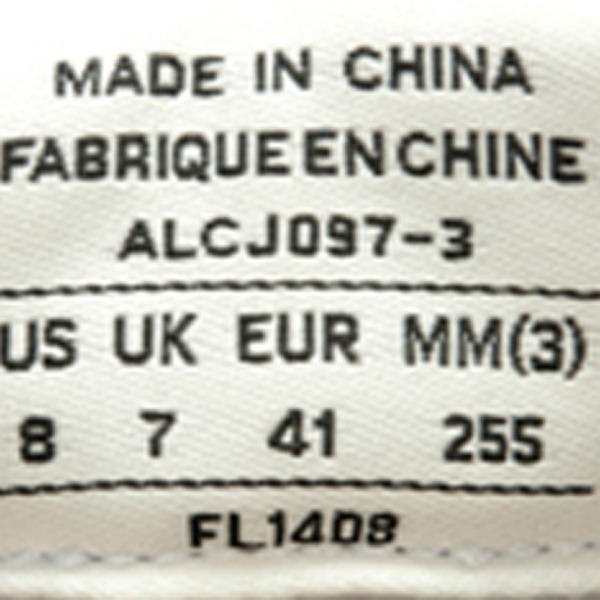 MADE IN CHINA
FABRIQUE EN CHINE
ALCJ097-3
US UK EUR MM(3)
8 7 41 255
FL1408